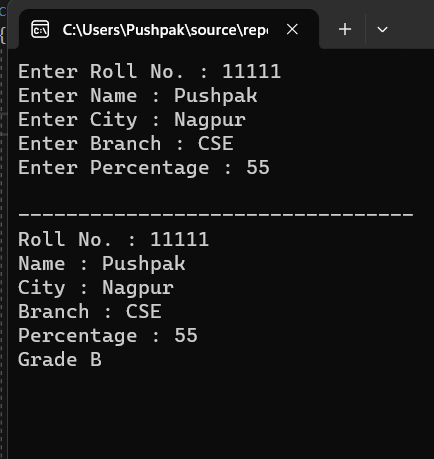 C:\Users\Pushpak\source\repo
Enter Roll No. : 11111
Enter Name : Pushpak
Enter City : Nagpur
Enter Branch : CSE
Enter Percentage : 55
---------------------------------
Roll No. : 11111
Name : Pushpak
City : Nagpur
Branch : CSE
Percentage : 55
Grade B